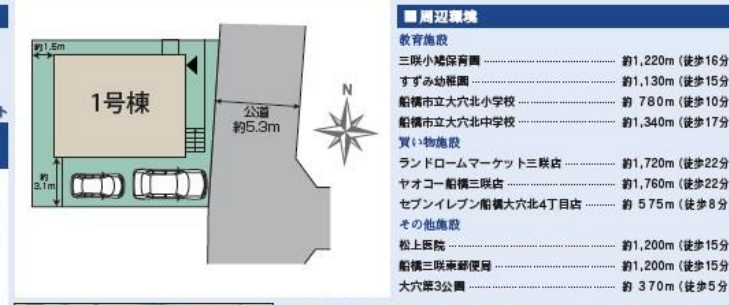 約1.5m
1号棟
約
3.1m
公道
約5.3m
N
■周辺環境
教育施設
三咲小鳩保育園 約1,220m (徒歩16分
すずみ幼稚園 約1,130m (徒歩15分
船橋市立大穴北小学校 約 780m (徒歩10分
船橋市立大穴北中学校 約1,340m (徒歩17分
買い物施設
ランドロームマーケット三咲店 約1,720m (徒歩22分
ヤオコー船橋三咲店 約1,760m (徒歩22分
セブンイレブン船橋大穴北4丁目店 約 575m (徒歩8分
その他施設
松上医院 約1,200m (徒歩15分
船橋三咲東郵便局 約1,200m (徒歩15分
大穴第3公園 約 370m (徒歩5分